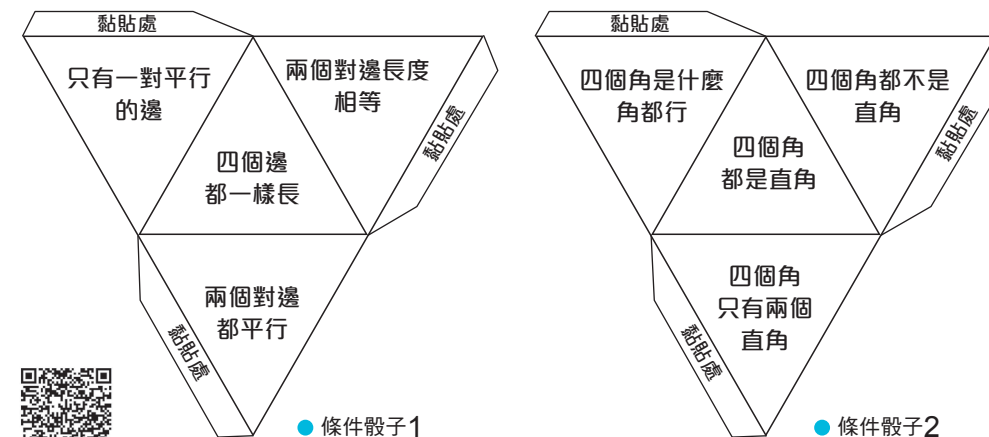 黏貼處
只有一對平行
的邊
兩個對邊長度
相等
四個邊
都一樣長
黏貼處
兩個對邊
都平行
黏貼處
條件骰子1
黏貼處
四個角是什麼
角都行
四個角都不是
直角
四個角
都是直角
黏貼處
四個角
只有兩個
直角
黏貼處
條件骰子2